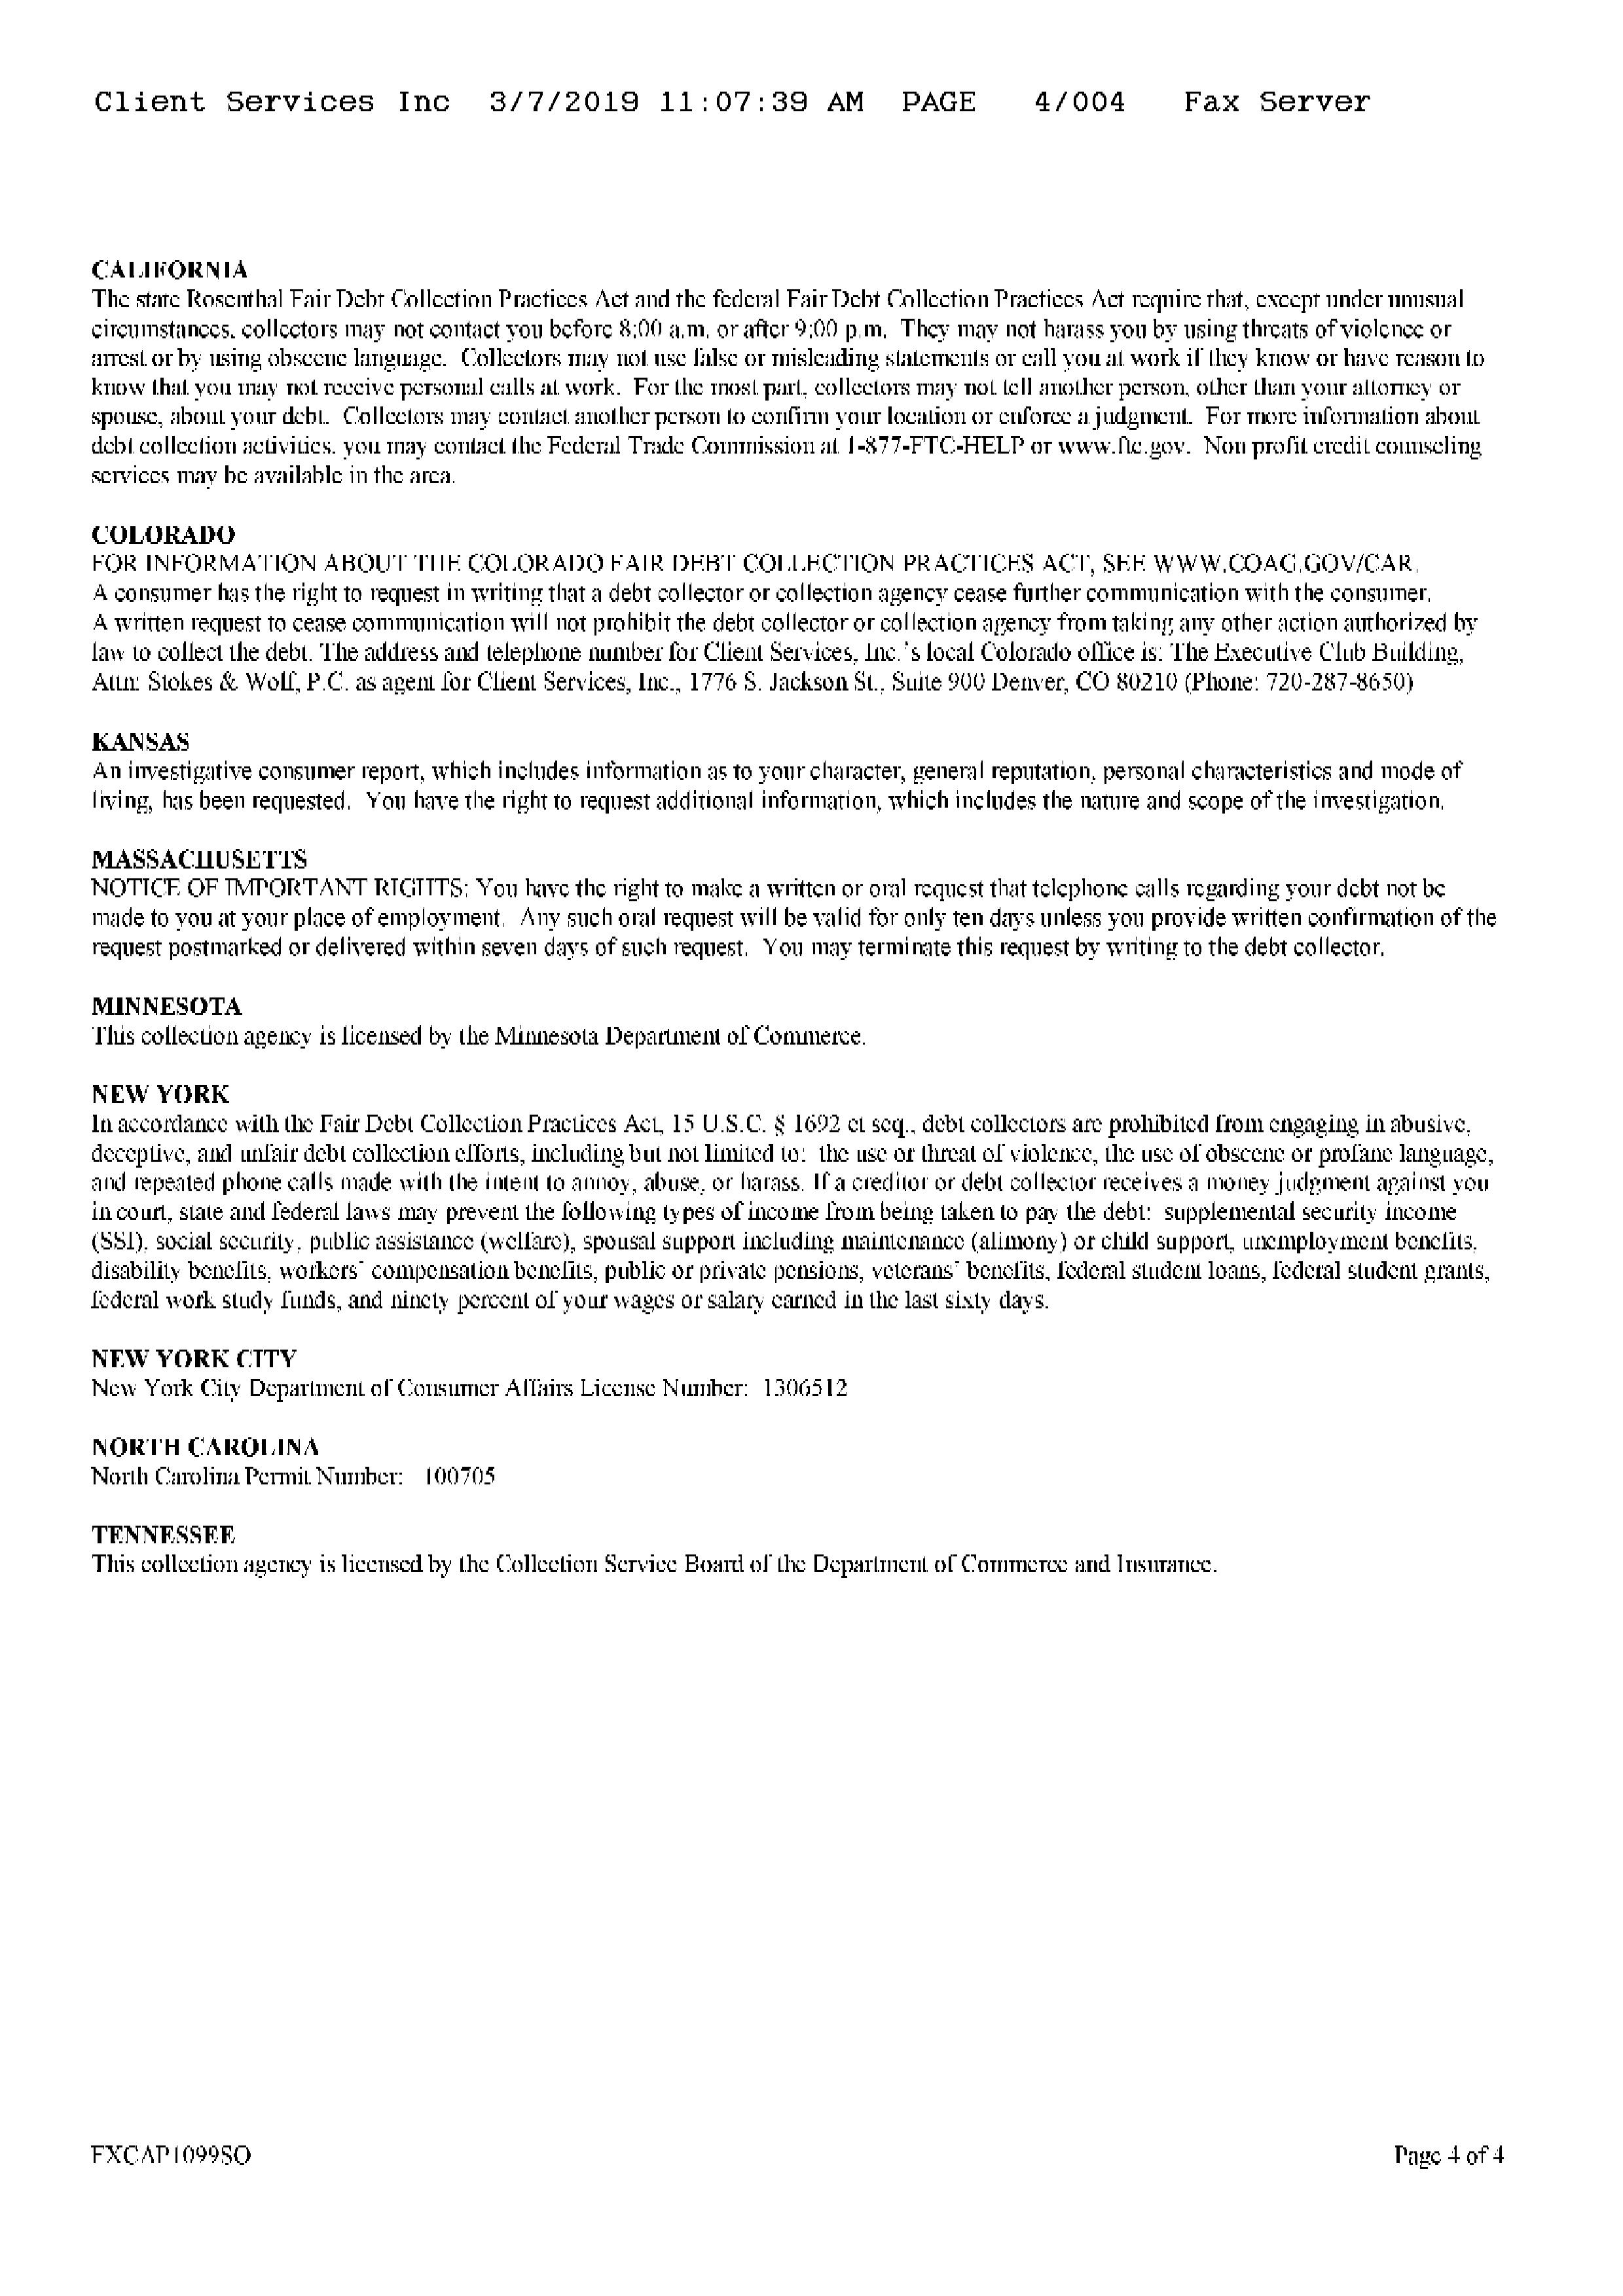 Client Services Inc 3/7/2019 11:07:39 AM PAGE 4/004 Fax Server
CALIFORNIA
The state Rosenthal Fair Debt Collection Practices Act and the federal Fair Debt Collection Practices Act require that, except under unusual
circumstances, collectors may not contact you before 8:00 a.m. or after 9:00 p.m. They may not harass you by using threats of violence or
arrest or by using obscene language. Collectors may not use false or misleading statements or call you at work if they know or have reason to
know that you may not receive personal calls at work. For the most part, collectors may not tell another person, other than your attorney or
spouse, about your debt. Collectors may contact another person to confirm your location or enforce a judgment. For more information about
debt collection activities, you may contact the Federal Trade Commission at 1-877-FTC-HELP or www.ftc.gov. Non profit credit counseling
services may be available in the area.
COLORADO
FOR INFORMATION ABOUT THE COLORADO FAIR DEBT COLLECTION PRACTICES ACT, SEE WWW.COAG.GOV/CAR.
A consumer has the right to request in writing that a debt collector or collection agency cease further communication with the consumer.
A written request to cease communication will not prohibit the debt collector or collection agency from taking any other action authorized by
law to collect the debt. The address and telephone number for Client Services, Inc.'s local Colorado office is: The Executive Club Building,
Attn: Stokes & Wolf, P.C. as agent for Client Services, Inc., 1776 S. Jackson St., Suite 900 Denver, CO 80210 (Phone: 720-287-8650)
KANSAS
An investigative consumer report, which includes information as to your character, general reputation, personal characteristics and mode of
living, has been requested. You have the right to request additional information, which includes the nature and scope of the investigation.
MASSACHUSETTS
NOTICE OF IMPORTANT RIGHTS: You have the right to make a written or oral request that telephone calls regarding your debt not be
made to you at your place of employment. Any such oral request will be valid for only ten days unless you provide written confirmation of the
request postmarked or delivered within seven days of such request. You may terminate this request by writing to the debt collector.
MINNESOTA
This collection agency is licensed by the Minnesota Department of Commerce.
NEW YORK
In accordance with the Fair Debt Collection Practices Act, 15 U.S.C. § 1692 et seq., debt collectors are prohibited from engaging in abusive,
deceptive, and unfair debt collection efforts, including but not limited to: the use or threat of violence, the use of obscene or profane language,
and repeated phone calls made with the intent to annoy, abuse, or harass. If a creditor or debt collector receives a money judgment against you
in court, state and federal laws may prevent the following types of income from being taken to pay the debt: supplemental security income
(SSI), social security, public assistance (welfare), spousal support including maintenance (alimony) or child support, unemployment benefits,
disability benefits, workers' compensation benefits, public or private pensions, veterans' benefits, federal student loans, federal student grants,
federal work study funds, and ninety percent of your wages or salary earned in the last sixty days.
NEW YORK CITY
New York City Department of Consumer Affairs License Number: 1306512
NORTH CAROLINA
North Carolina Permit Number: 100705
TENNESSEE
This collection agency is licensed by the Collection Service Board of the Department of Commerce and Insurance.
FXCAP1099SO
Page 4 of 4